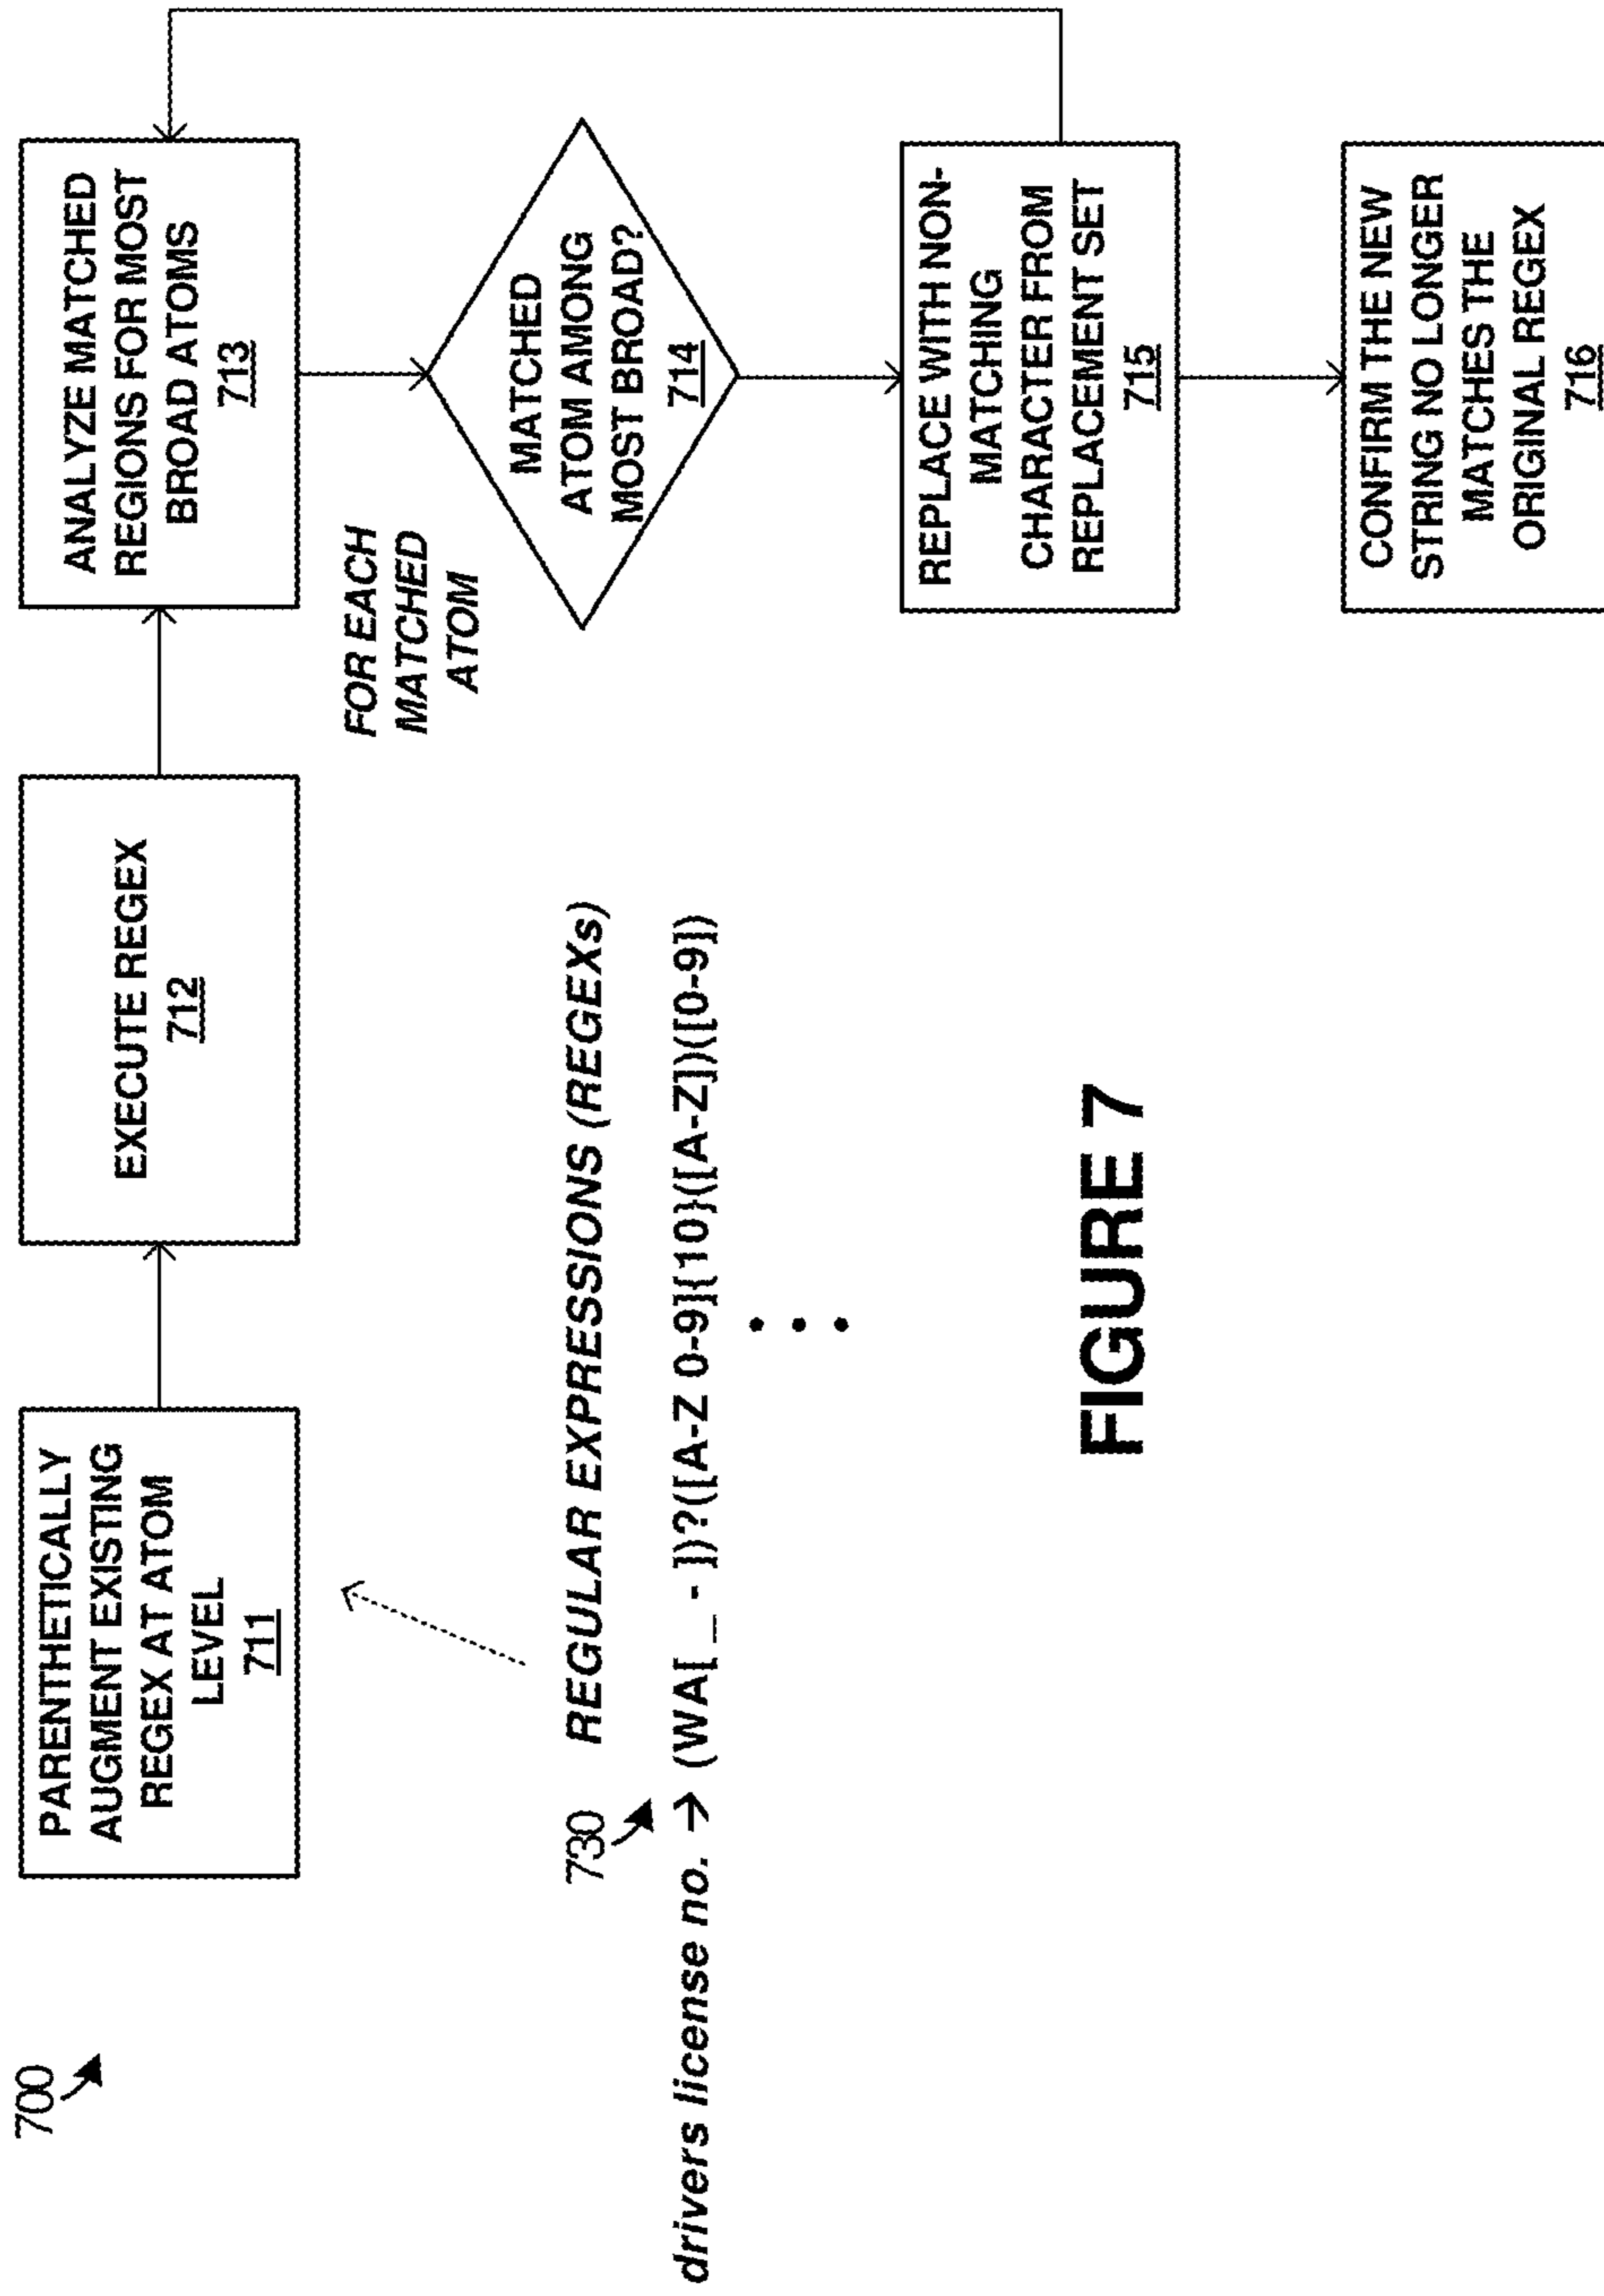 700
PARENTHETICALLY
AUGMENT EXISTING
REGEX AT ATOM
LEVEL
711
EXECUTE REGEX
712
ANALYZE MATCHED
REGIONS FOR MOST
BROAD ATOMS
713
FOR EACH
MATCHED
ATOM
MATCHED
ATOM AMONG
MOST BROAD?
714
REPLACE WITH NON-
MATCHING
CHARACTER FROM
REPLACEMENT SET
715
CONFIRM THE NEW
STRING NO LONGER
MATCHES THE
ORIGINAL REGEX
716
730 REGULAR EXPRESSIONS (REGEXs)
drivers license no. → (WA[ _ - ])?([A-Z 0-9]{10}([A-Z])([0-9])
FIGURE 7